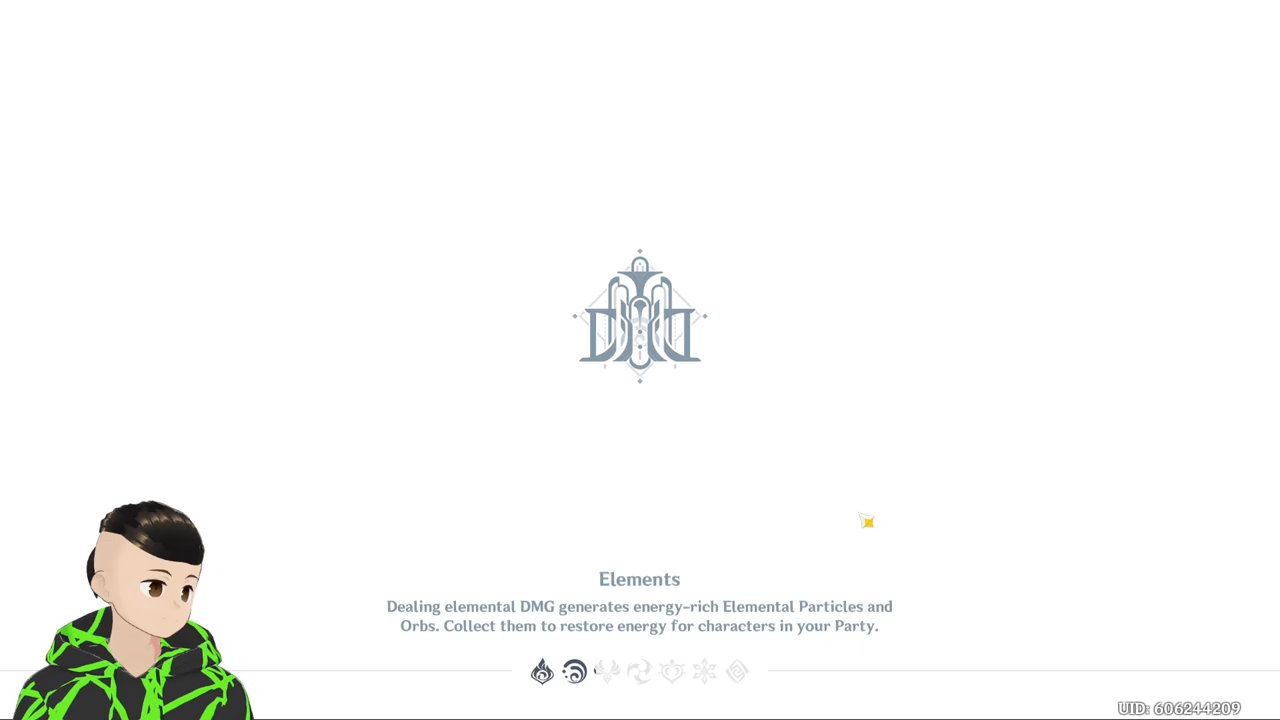 Elements
Dealing elemental DMG generates energy-rich Elemental Particles and
Orbs. Collect them to restore energy for characters in your Party.
UID: 606244209